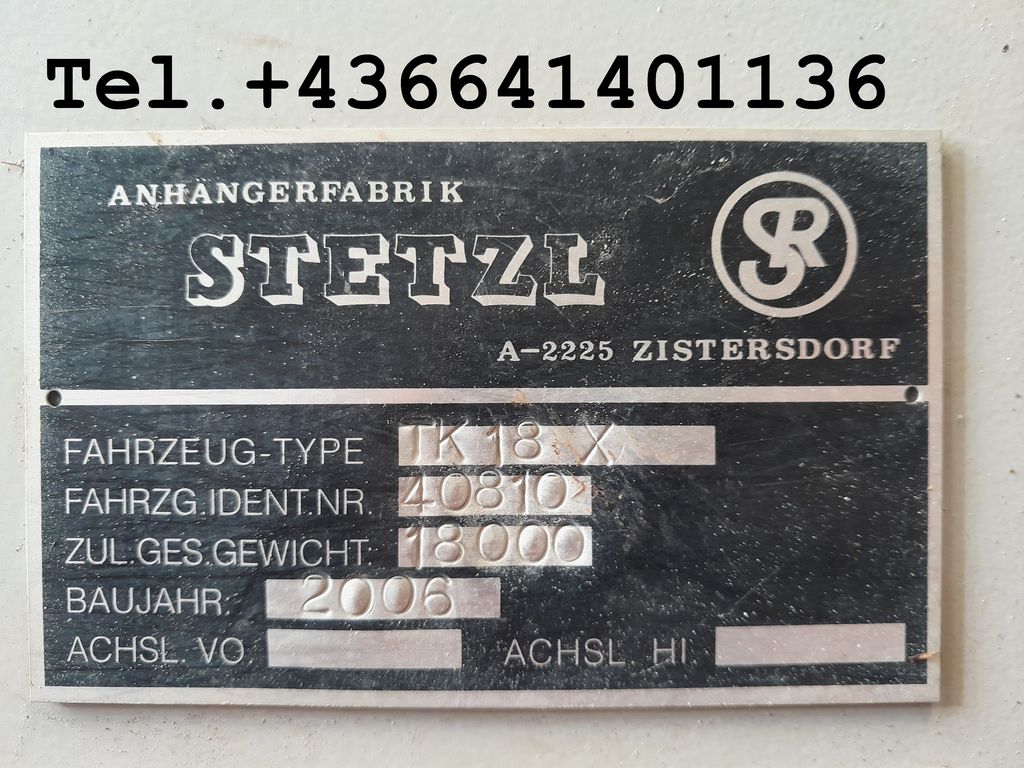 Tel.+436641401136
ANHÄNGERFABRIK
STETZL
SR
A-2225 ZISTERSDORF
FAHRZEUG-TYPE TK 18 X
FAHRZG.IDENT.NR. 40810
ZUL.GES.GEWICHT: 18000
BAUJAHR: 2006
ACHSL. VO. ACHSL. HI.